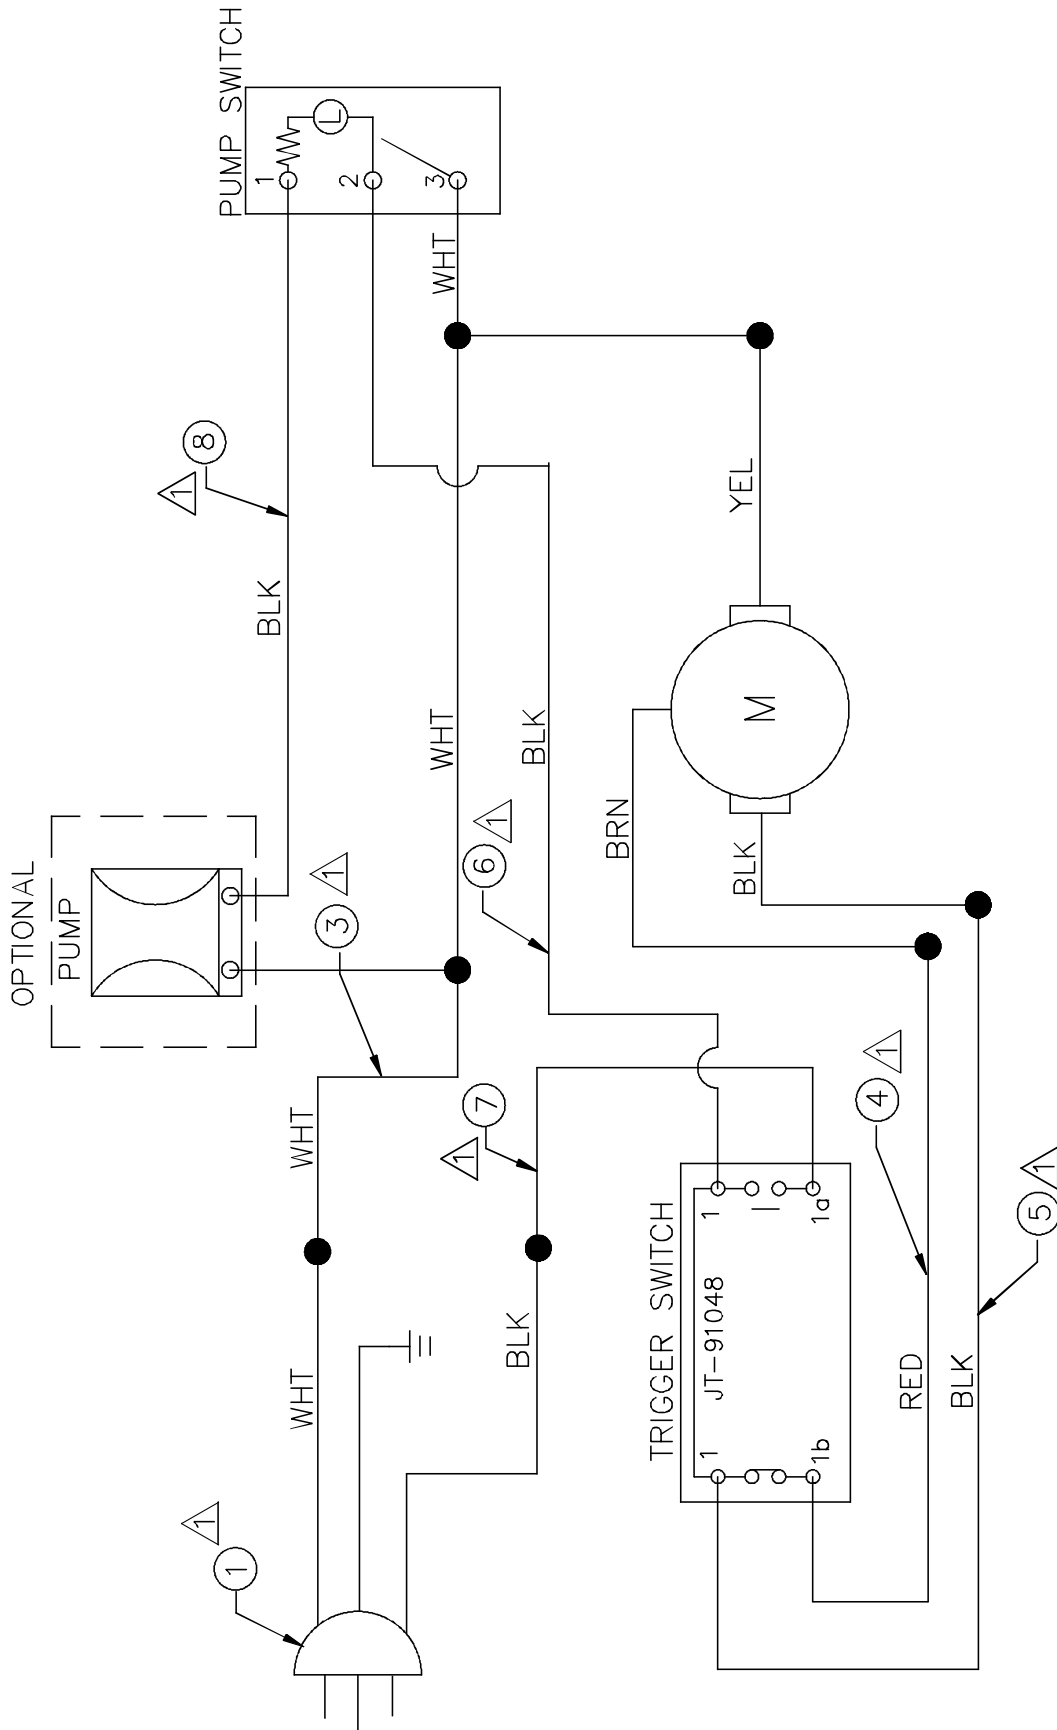 OPTIONAL
PUMP
PUMP SWITCH
1
L
2
3
WHT
BLK
8
1
WHT
WHT
WHT
3
1
BLK
6
1
YEL
M
BRN
BLK
1
1
7
1
BLK
TRIGGER SWITCH
JT-91048
1
1b
1
1a
4
1
RED
5
1
BLK